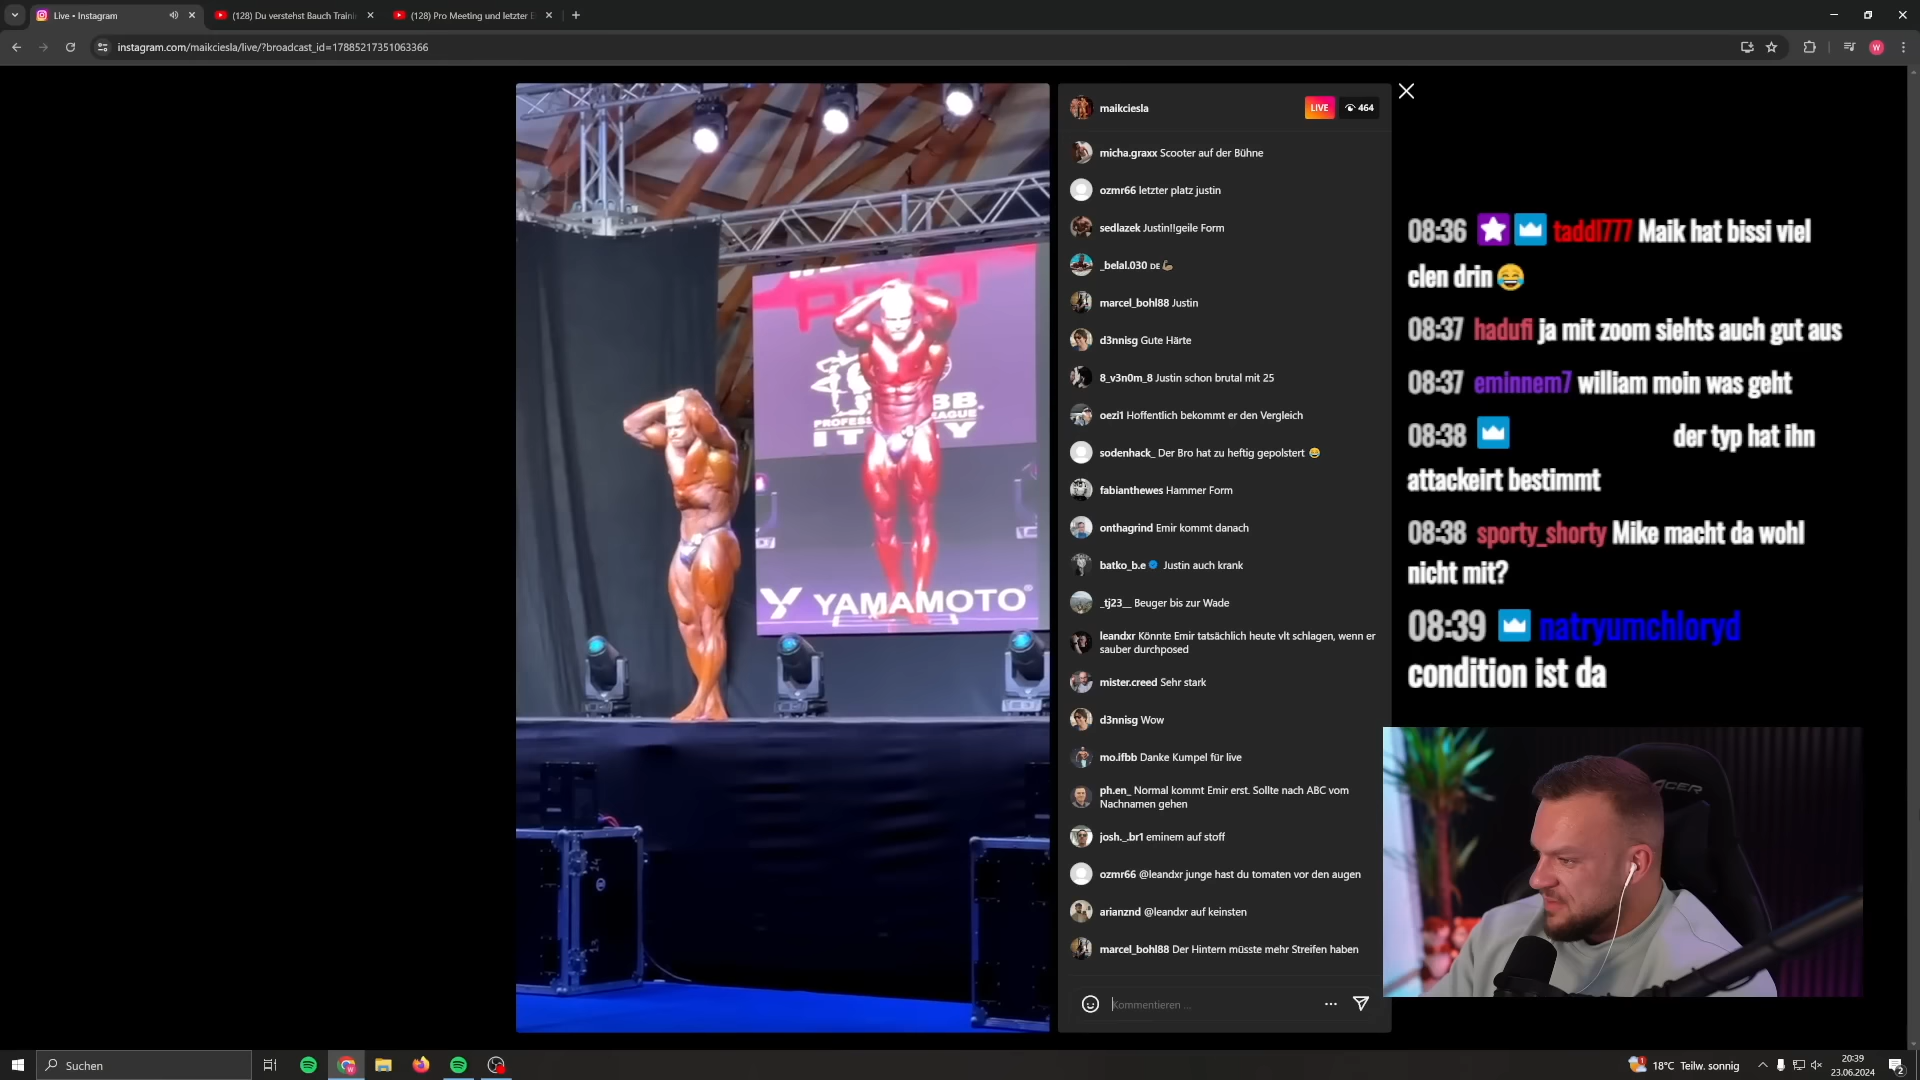 Live • Instagram
(128) Du verstehst Bauch Traini
(128) Pro Meeting und letzter E
instagram.com/maikciesla/live/?broadcast_id=17885217351063366
W
maikciesla
LIVE
464
micha.graxx Scooter auf der Bühne
ozmr66 letzter platz justin
sedlazek Justin!!geile Form
_belal.030 DE💪🏽
marcel_bohl88 Justin
d3nnisg Gute Härte
8_v3n0m_8 Justin schon brutal mit 25
oezi1 Hoffentlich bekommt er den Vergleich
sodenhack_ Der Bro hat zu heftig gepolstert 😂
fabianthewes Hammer Form
onthagrind Emir kommt danach
batko_b.e Justin auch krank
_tj23__ Beuger bis zur Wade
leandxr Könnte Emir tatsächlich heute vlt schlagen, wenn er
sauber durchposed
mister.creed Sehr stark
d3nnisg Wow
mo.ifbb Danke Kumpel für live
ph.en_ Normal kommt Emir erst. Sollte nach ABC vom
Nachnamen gehen
josh._.br1 eminem auf stoff
ozmr66 @leandxr junge hast du tomaten vor den augen
arianznd @leandxr auf keinsten
marcel_bohl88 Der Hintern müsste mehr Streifen haben
Kommentieren ...
PROFESS
LEAGUE
BB
ITALY
YAMAMOTO®
08:36 taddl777 Maik hat bissi viel
clen drin😂
08:37 hadufi ja mit zoom siehts auch gut aus
08:37 eminnem7 william moin was geht
08:38 der typ hat ihn
attackeirt bestimmt
08:38 sporty_shorty Mike macht da wohl
nicht mit?
08:39 natryumchloryd
condition ist da
ACER
Suchen
18°C Teilw. sonnig
20:39
23.06.2024
2